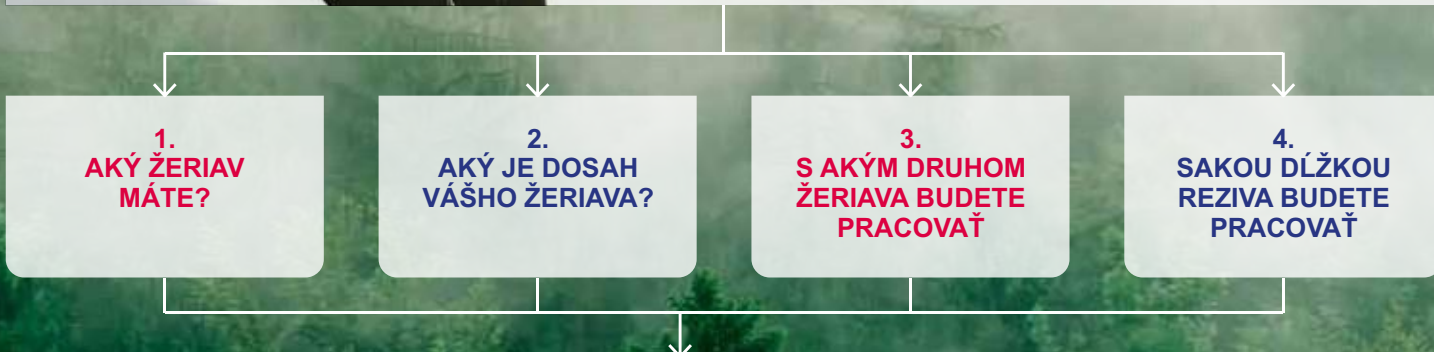 1.
AKÝ ŽERIAV
MÁTE?
2.
AKÝ JE DOSAH
VÁŠHO ŽERIAVA?
3.
S AKÝM DRUHOM
ŽERIAVA BUDETE
PRACOVAŤ
4.
SAKOU DĹŽKOU
REZIVA BUDETE
PRACOVAŤ